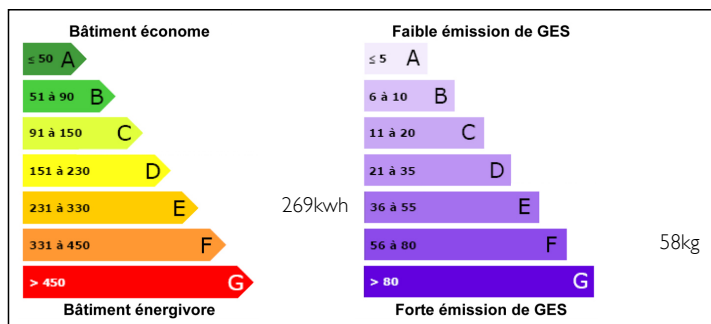 Bâtiment économe
≤ 50 A
51 à 90 B
91 à 150 C
151 à 230 D
231 à 330 E
269kwh
331 à 450 F
> 450 G
Bâtiment énergivore
Faible émission de GES
≤ 5 A
6 à 10 B
11 à 20 C
21 à 35 D
36 à 55 E
56 à 80 F
58kg
> 80 G
Forte émission de GES